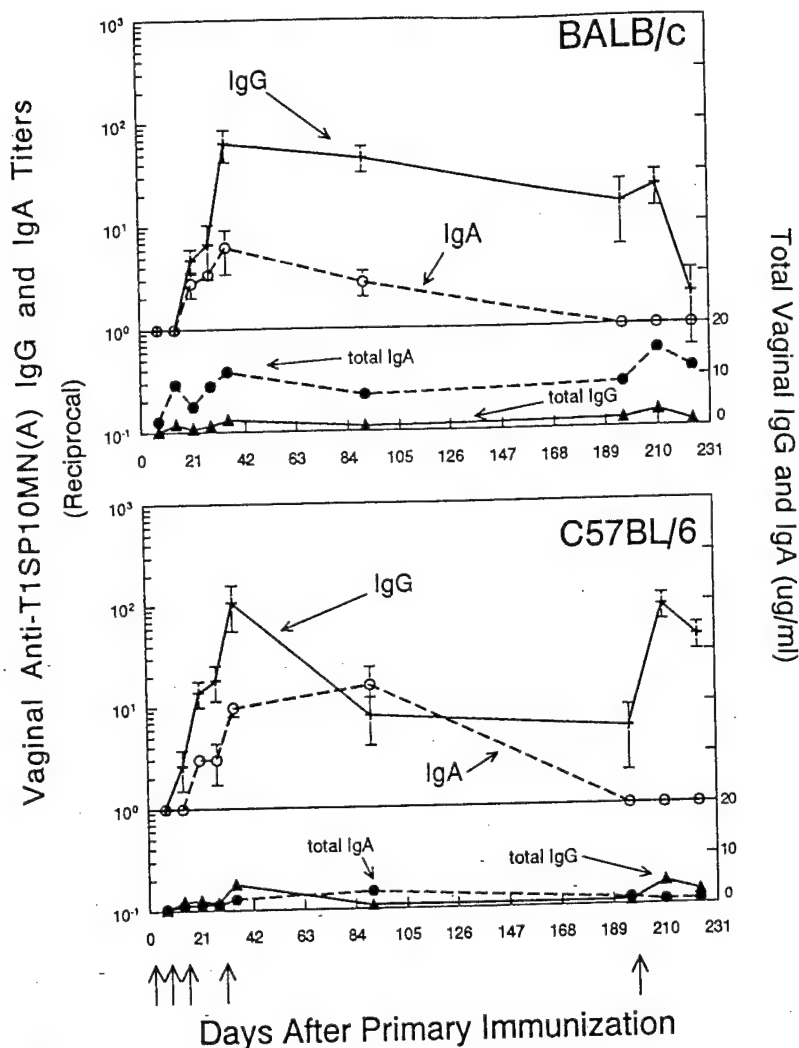 Vaginal Anti-T1SP10MN(A) IgG and IgA Titers
(Reciprocal)
BALB/c
10³
10²
10¹
10⁰
10⁻¹
IgG
IgA
total IgA
total IgG
20
10
0
0 21 42 63 84 105 126 147 168 189 210 231
Total Vaginal IgG and IgA (ug/ml)
C57BL/6
10³
10²
10¹
10⁰
10⁻¹
IgG
IgA
total IgA
total IgG
20
10
0
0 21 42 63 84 105 126 147 168 189 210 231
Days After Primary Immunization